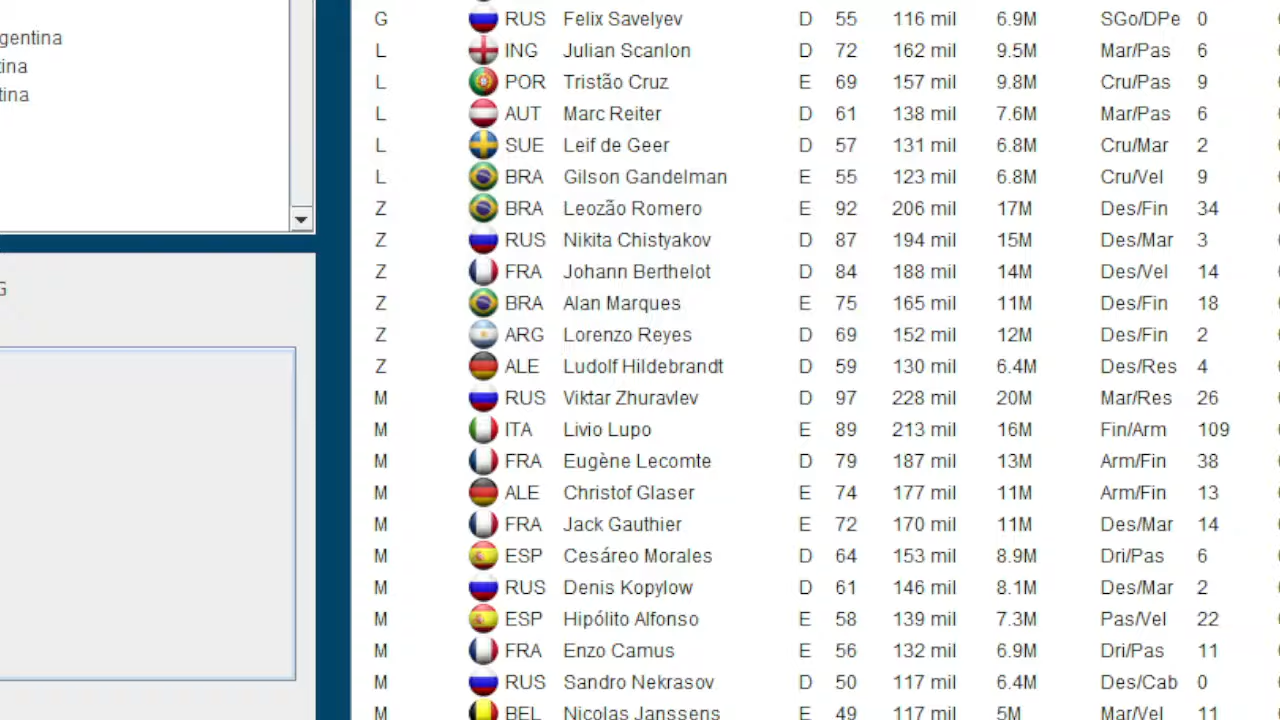 gentina
ina
tina
G
G RUS Felix Savelyev D 55 116 mil 6.9M SGo/DPe 0
L ING Julian Scanlon D 72 162 mil 9.5M Mar/Pas 6
L POR Tristão Cruz E 69 157 mil 9.8M Cru/Pas 9
L AUT Marc Reiter D 61 138 mil 7.6M Mar/Pas 6
L SUE Leif de Geer D 57 131 mil 6.8M Cru/Mar 2
L BRA Gilson Gandelman E 55 123 mil 6.8M Cru/Vel 9
Z BRA Leozão Romero E 92 206 mil 17M Des/Fin 34
Z RUS Nikita Chistyakov D 87 194 mil 15M Des/Mar 3
Z FRA Johann Berthelot D 84 188 mil 14M Des/Vel 14
Z BRA Alan Marques E 75 165 mil 11M Des/Fin 18
Z ARG Lorenzo Reyes D 69 152 mil 12M Des/Fin 2
Z ALE Ludolf Hildebrandt D 59 130 mil 6.4M Des/Res 4
M RUS Viktar Zhuravlev D 97 228 mil 20M Mar/Res 26
M ITA Livio Lupo E 89 213 mil 16M Fin/Arm 109
M FRA Eugène Lecomte D 79 187 mil 13M Arm/Fin 38
M ALE Christof Glaser E 74 177 mil 11M Arm/Fin 13
M FRA Jack Gauthier E 72 170 mil 11M Des/Mar 14
M ESP Cesáreo Morales D 64 153 mil 8.9M Dri/Pas 6
M RUS Denis Kopylow D 61 146 mil 8.1M Des/Mar 2
M ESP Hipólito Alfonso E 58 139 mil 7.3M Pas/Vel 22
M FRA Enzo Camus E 56 132 mil 6.9M Dri/Pas 11
M RUS Sandro Nekrasov D 50 117 mil 6.4M Des/Cab 0
M BEL Nicolas Janssens E 49 117 mil 5M Mar/Vel 11